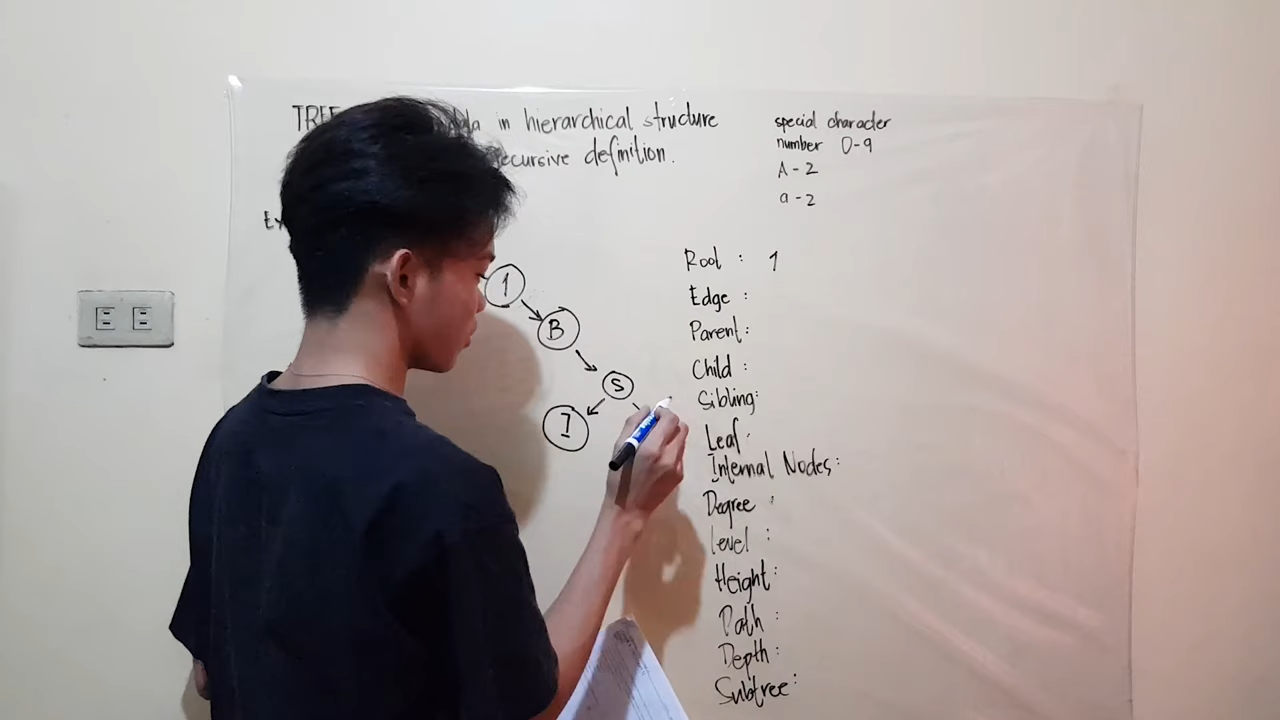 TREE in hierarchical structure
recursive definition.
special character
number 0-9
A - Z
a - z
Ex
1
B
S
I
Root : 1
Edge :
Parent:
Child :
Sibling:
Leaf:
Internal Nodes:
Degree :
Level :
Height :
Path :
Depth :
Subtree: